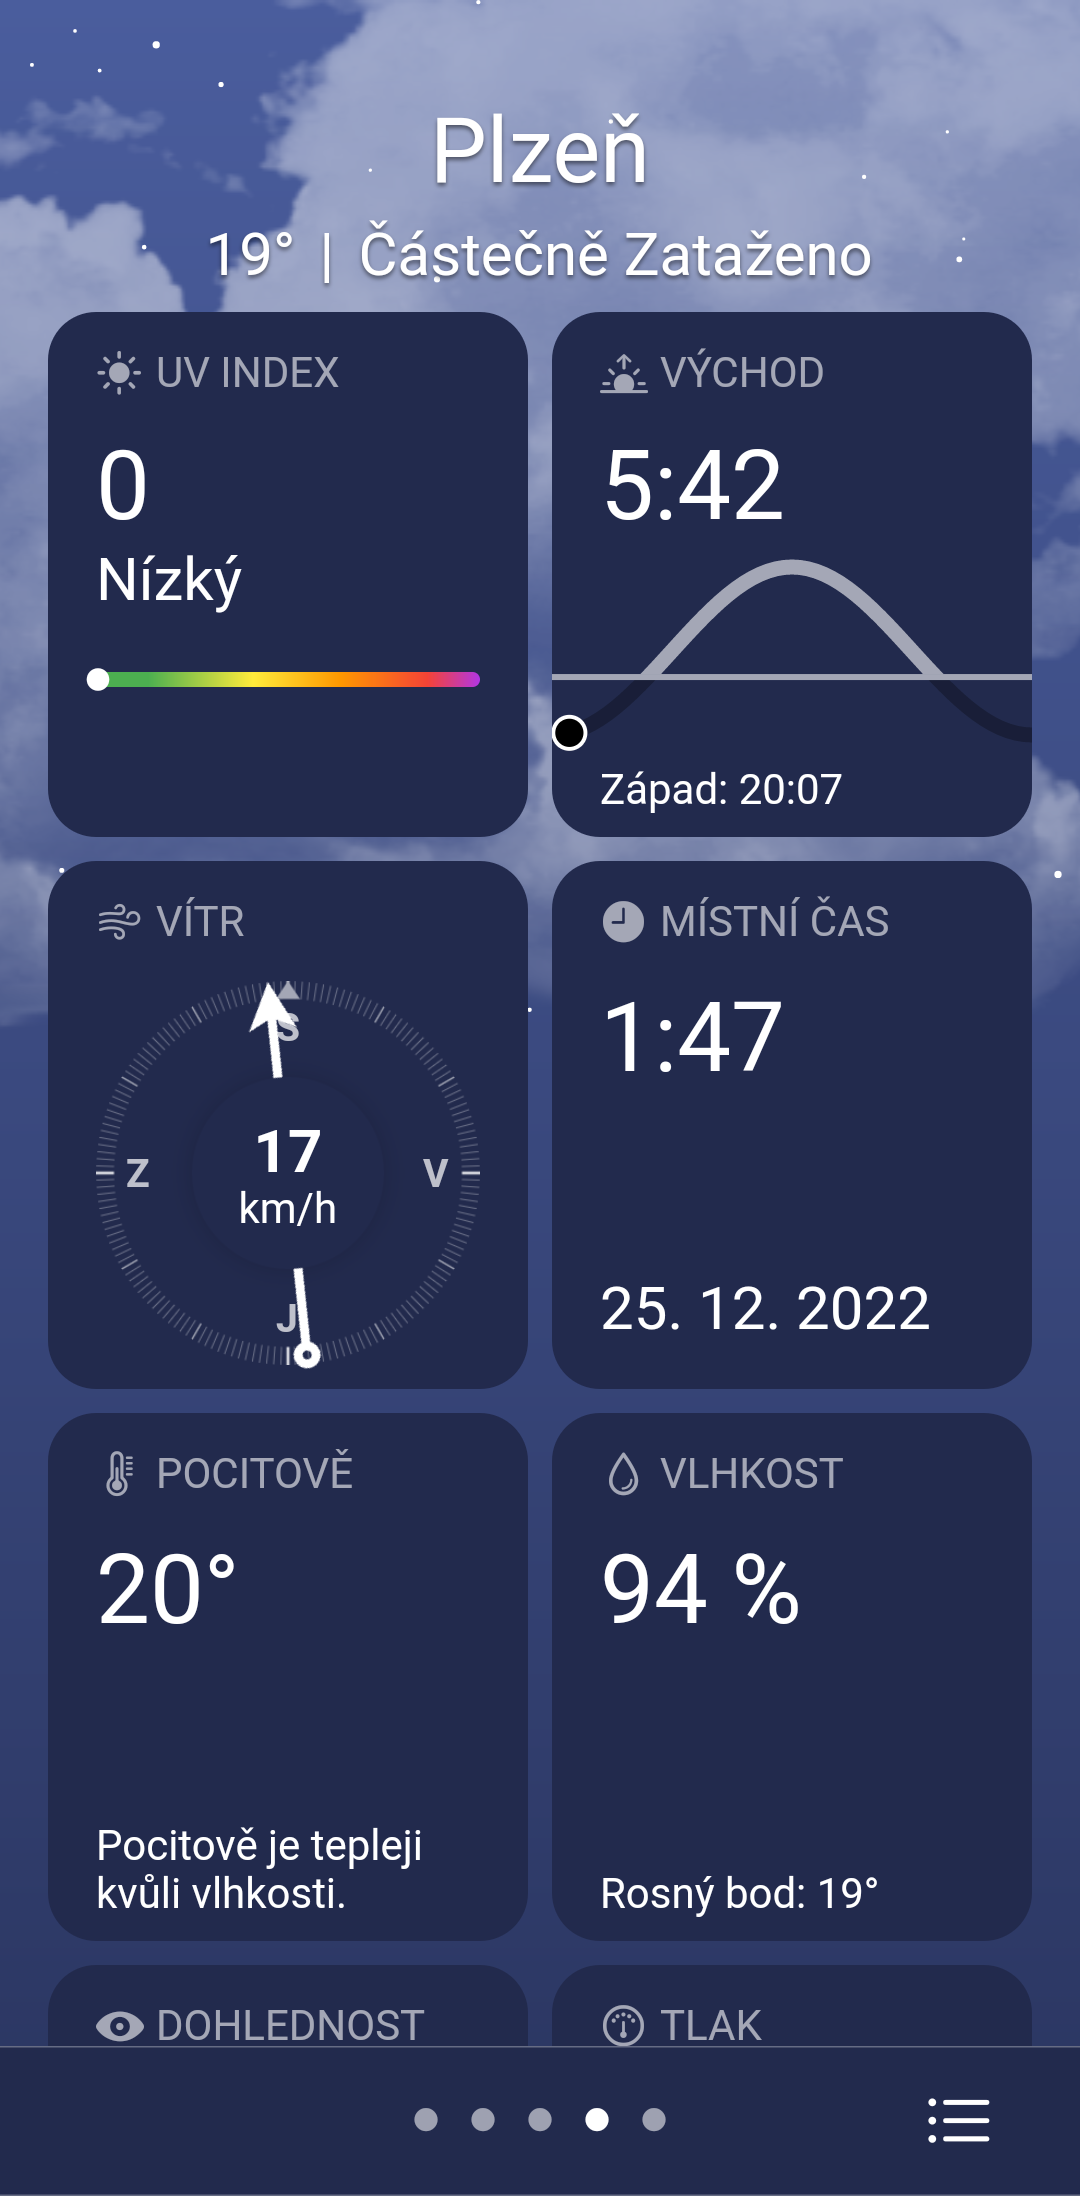 Plzeň
19° | Částečně Zataženo
UV INDEX
0
Nízký
VÝCHOD
5:42
Západ: 20:07
VÍTR
S
Z
V
17
km/h
J
MÍSTNÍ ČAS
1:47
25. 12. 2022
POCITOVĚ
20°
Pocitově je tepleji
kvůli vlhkosti.
VLHKOST
94 %
Rosný bod: 19°
DOHLEDNOST
TLAK